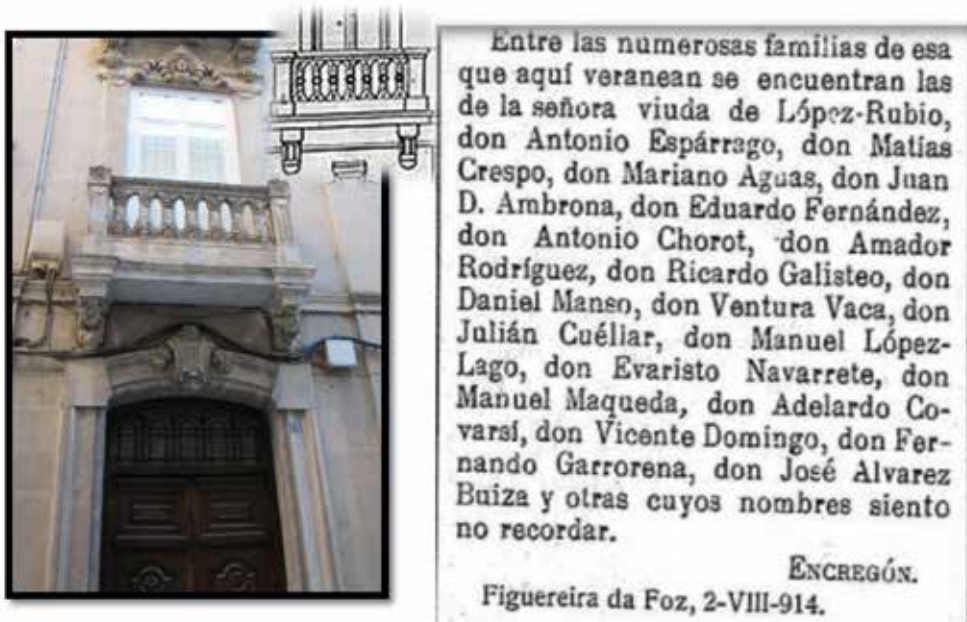 Entre las numerosas familias de esa
que aquí veranean se encuentran las
de la señora viuda de López-Rubio,
don Antonio Espárrago, don Matías
Crespo, don Mariano Aguas, don Juan
D. Ambrona, don Eduardo Fernández,
don Antonio Chorot, don Amador
Rodríguez, don Ricardo Galisteo, don
Daniel Manso, don Ventura Vaca, don
Julián Cuéllar, don Manuel López-
Lago, don Evaristo Navarrete, don
Manuel Maqueda, don Adelardo Co-
varsí, don Vicente Domingo, don Fer-
nando Garrorena, don José Alvarez
Buiza y otras cuyos nombres siento
no recordar.
ENCREGÓN.
Figuereira da Foz, 2-VIII-914.